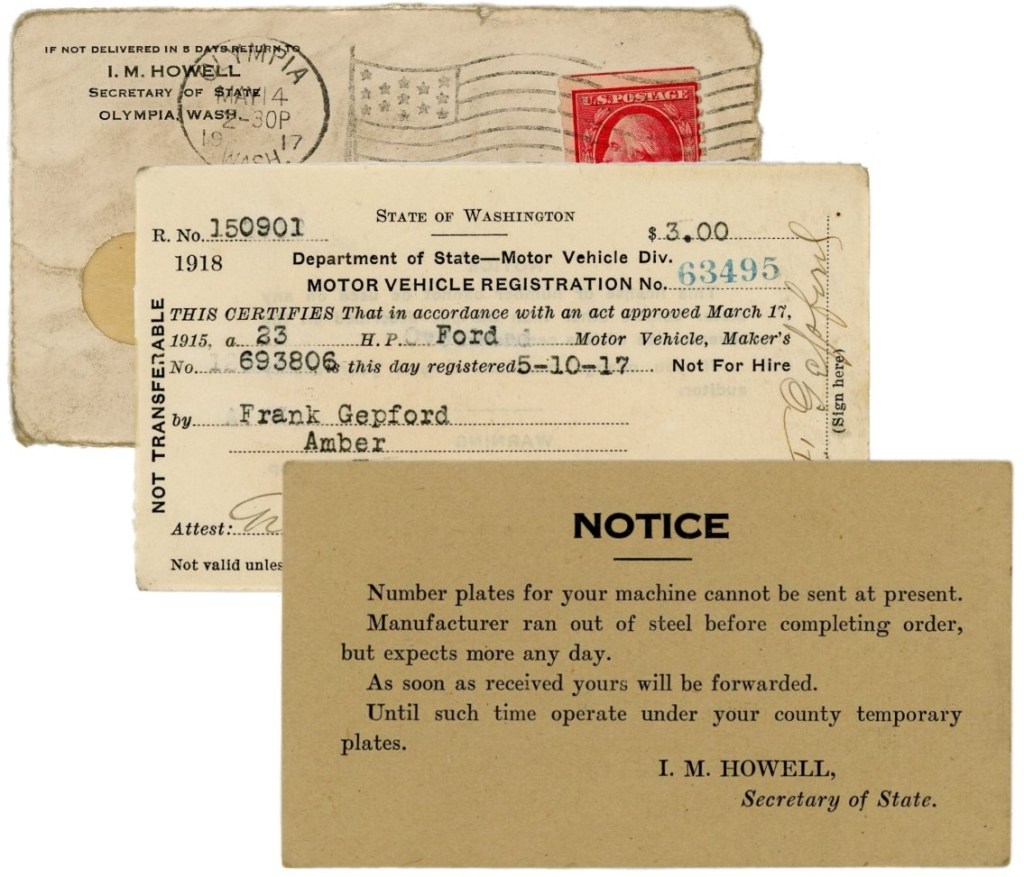 IF NOT DELIVERED IN 5 DAYS RETURN TO
I. M. HOWELL
SECRETARY OF STATE
OLYMPIA, WASH.
OLYMPIA
MAY 14
2-30P
19 17
WASH.
U.S. POSTAGE
STATE OF WASHINGTON
R. No. 150901 $ 3.00
1918 Department of State—Motor Vehicle Div.
MOTOR VEHICLE REGISTRATION No. 63495
THIS CERTIFIES That in accordance with an act approved March 17,
1915, a 23 H. P. Ford Motor Vehicle, Maker's
No. 693806 is this day registered 5-10-17 Not For Hire
by Frank Gepford
Amber
Attest:
Not valid unles
NOT TRANSFERABLE
Gepford
(Sign here)
NOTICE
Number plates for your machine cannot be sent at present.
Manufacturer ran out of steel before completing order,
but expects more any day.
As soon as received yours will be forwarded.
Until such time operate under your county temporary
plates.
I. M. HOWELL,
Secretary of State.